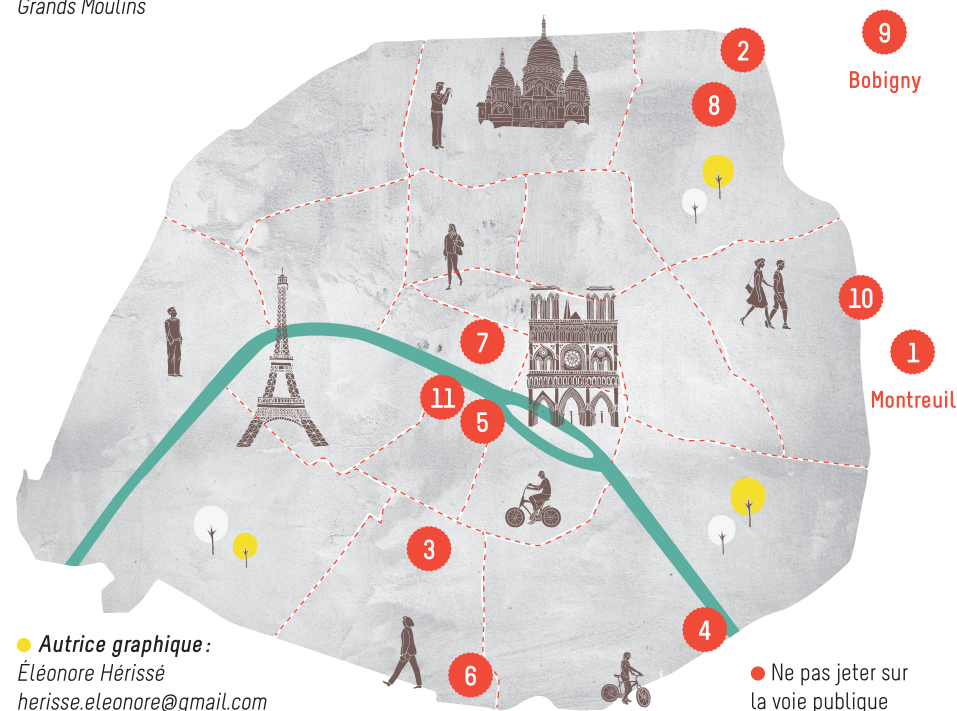 Grands Moulins
9
2
Bobigny
8
10
7
1
Montreuil
11
5
3
4
6
Autrice graphique :
Éléonore Hérissé
herisse.eleonore@gmail.com
Ne pas jeter sur
la voie publique